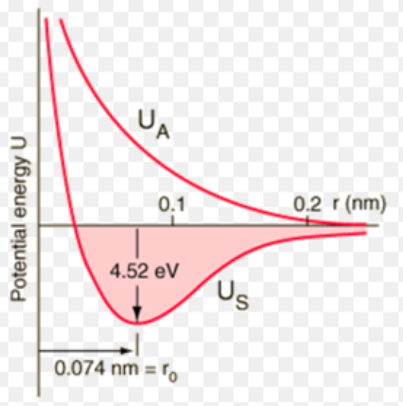 Potential energy U
U_A
0.1
0.2 r (nm)
4.52 eV
U_S
0.074 nm = r_0